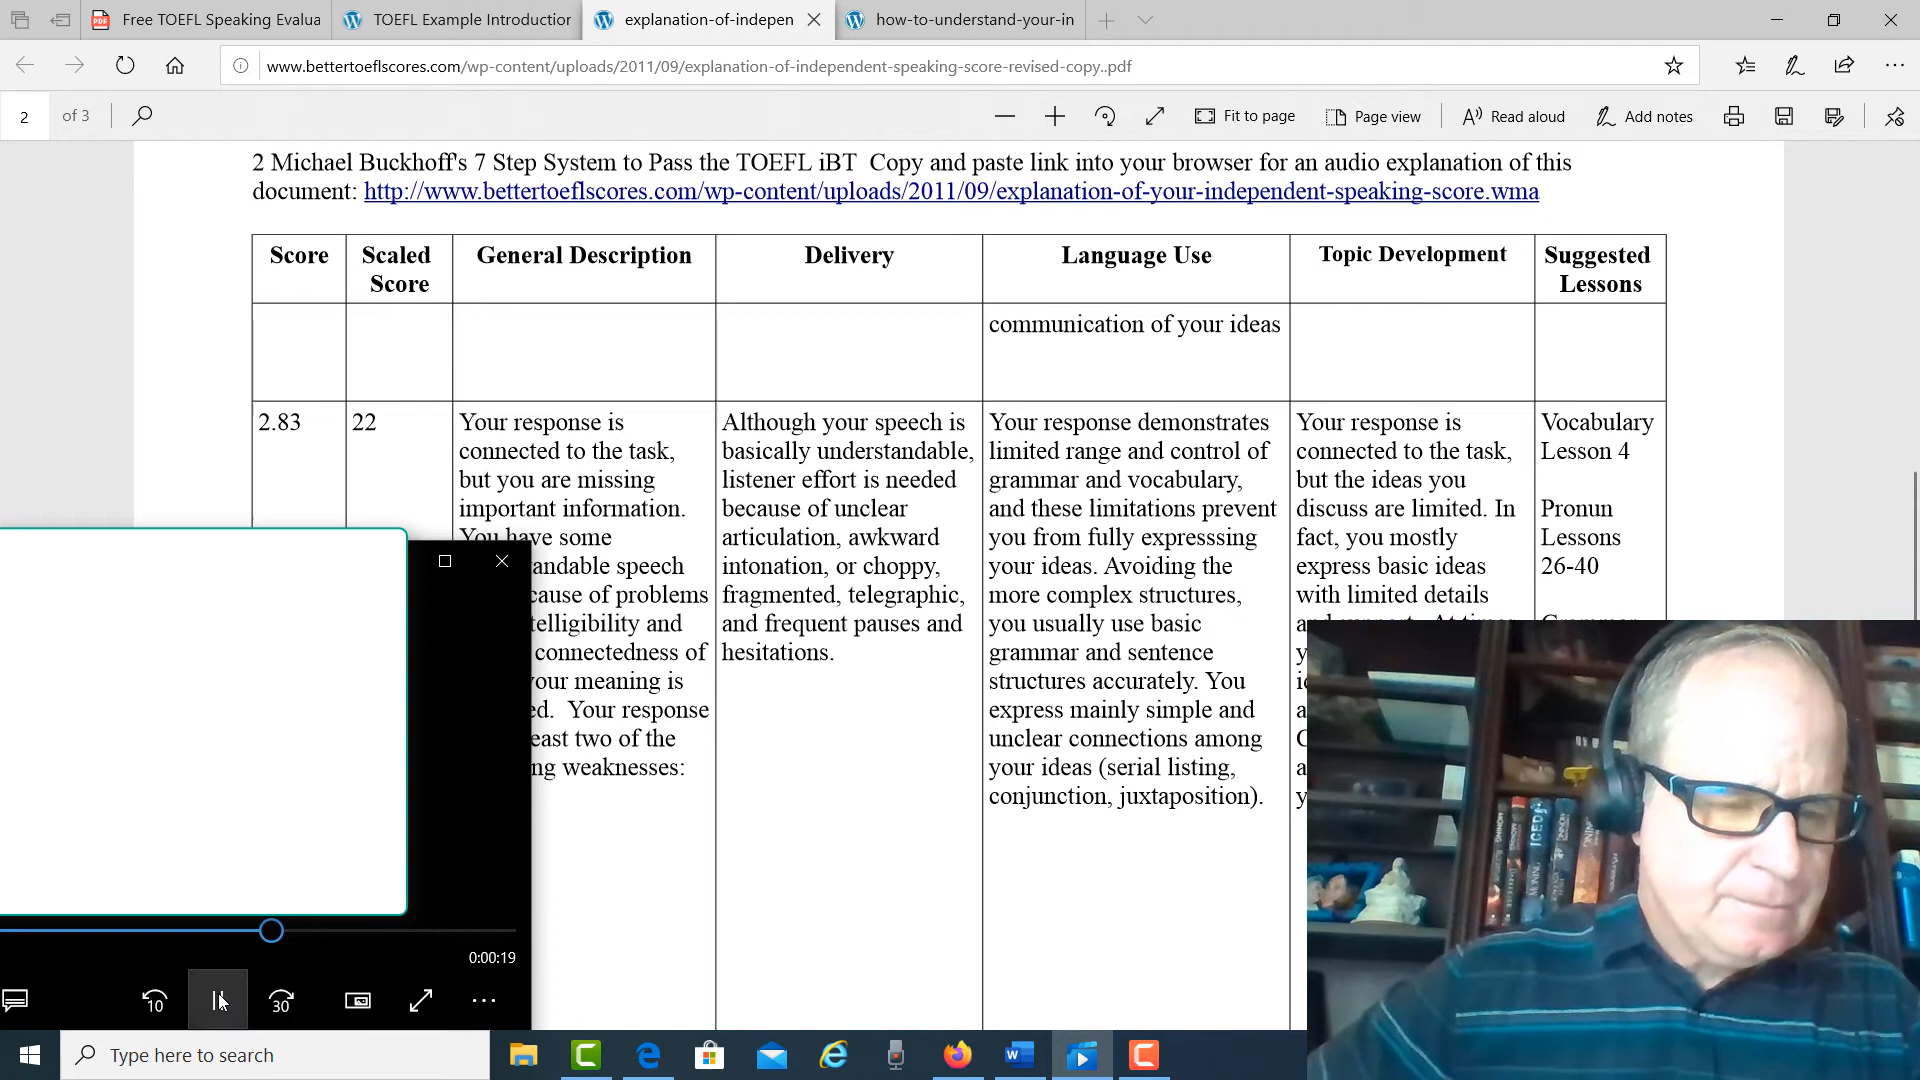 Free TOEFL Speaking Evalua
TOEFL Example Introduction
explanation-of-indepen
how-to-understand-your-in
www.bettertoeflscores.com/wp-content/uploads/2011/09/explanation-of-independent-speaking-score-revised-copy..pdf
2 of 3
Fit to page
Page view
Read aloud
Add notes
2 Michael Buckhoff's 7 Step System to Pass the TOEFL iBT Copy and paste link into your browser for an audio explanation of this
document: http://www.bettertoeflscores.com/wp-content/uploads/2011/09/explanation-of-your-independent-speaking-score.wma
Score
Scaled
Score
General Description
Delivery
Language Use
Topic Development
Suggested
Lessons
communication of your ideas
2.83
22
Your response is
connected to the task,
but you are missing
important information.
You have some
andable speech
cause of problems
telligibility and
connectedness of
your meaning is
ed. Your response
east two of the
ng weaknesses:
Although your speech is
basically understandable,
listener effort is needed
because of unclear
articulation, awkward
intonation, or choppy,
fragmented, telegraphic,
and frequent pauses and
hesitations.
Your response demonstrates
limited range and control of
grammar and vocabulary,
and these limitations prevent
you from fully expresssing
your ideas. Avoiding the
more complex structures,
you usually use basic
grammar and sentence
structures accurately. You
express mainly simple and
unclear connections among
your ideas (serial listing,
conjunction, juxtaposition).
Your response is
connected to the task,
but the ideas you
discuss are limited. In
fact, you mostly
express basic ideas
with limited details
Vocabulary
Lesson 4
Pronun
Lessons
26-40
0:00:19
10
30
Type here to search